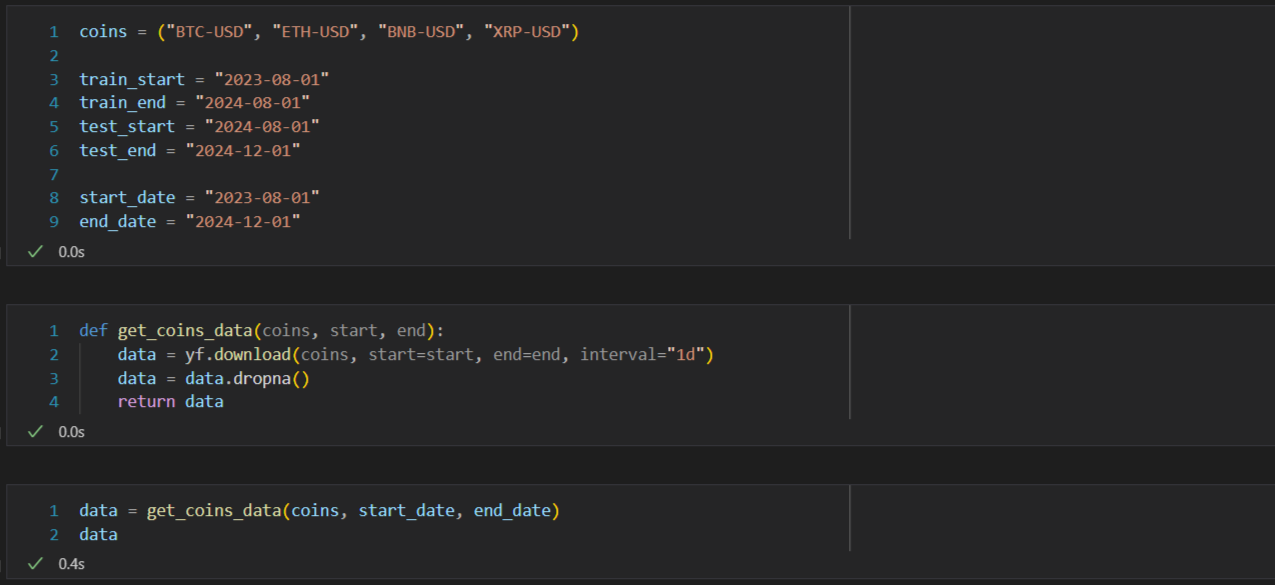 1 coins = ("BTC-USD", "ETH-USD", "BNB-USD", "XRP-USD")
2
3 train_start = "2023-08-01"
4 train_end = "2024-08-01"
5 test_start = "2024-08-01"
6 test_end = "2024-12-01"
7
8 start_date = "2023-08-01"
9 end_date = "2024-12-01"
✓ 0.0s
1 def get_coins_data(coins, start, end):
2     data = yf.download(coins, start=start, end=end, interval="1d")
3     data = data.dropna()
4     return data
✓ 0.0s
1 data = get_coins_data(coins, start_date, end_date)
2 data
✓ 0.4s